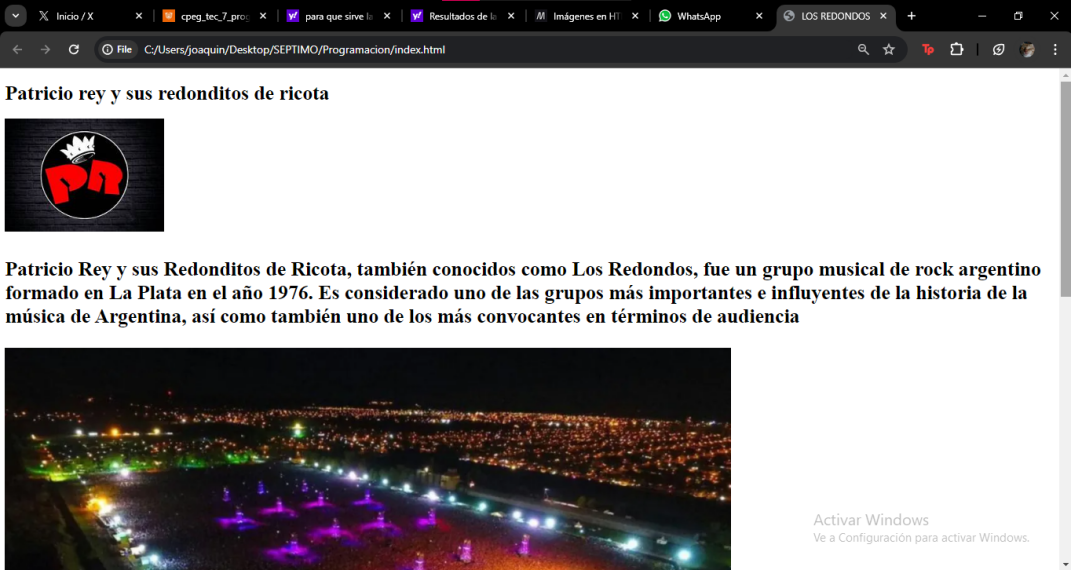 Inicio / X
cpeg_tec_7_prog
para que sirve la
Resultados de la
Imágenes en HT
WhatsApp
LOS REDONDOS
File
C:/Users/joaquin/Desktop/SEPTIMO/Programacion/index.html
Tp
Patricio rey y sus redonditos de ricota
PR
Patricio Rey y sus Redonditos de Ricota, también conocidos como Los Redondos, fue un grupo musical de rock argentino
formado en La Plata en el año 1976. Es considerado uno de las grupos más importantes e influyentes de la historia de la
música de Argentina, así como también uno de los más convocantes en términos de audiencia
Activar Windows
Ve a Configuración para activar Windows.